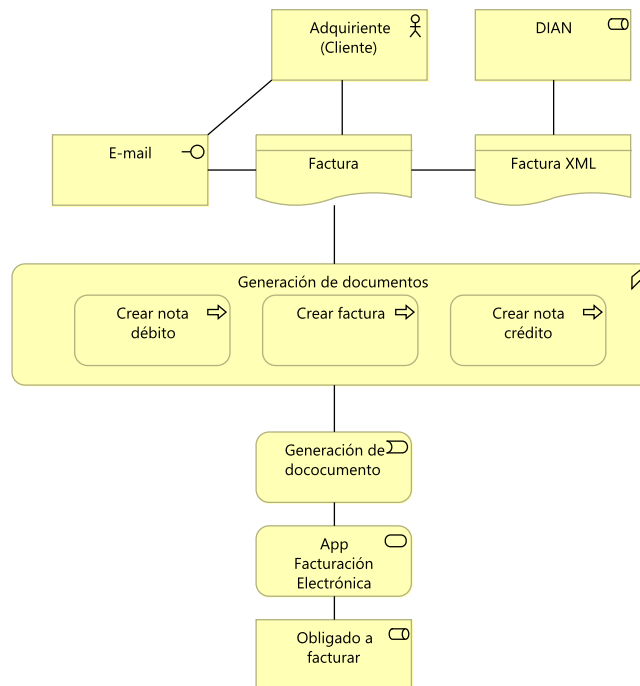 Adquiriente
(Cliente)
DIAN
E-mail
Factura
Factura XML
Generación de documentos
Crear nota
débito
Crear factura
Crear nota
crédito
Generación de
dococumento
App
Facturación
Electrónica
Obligado a
facturar